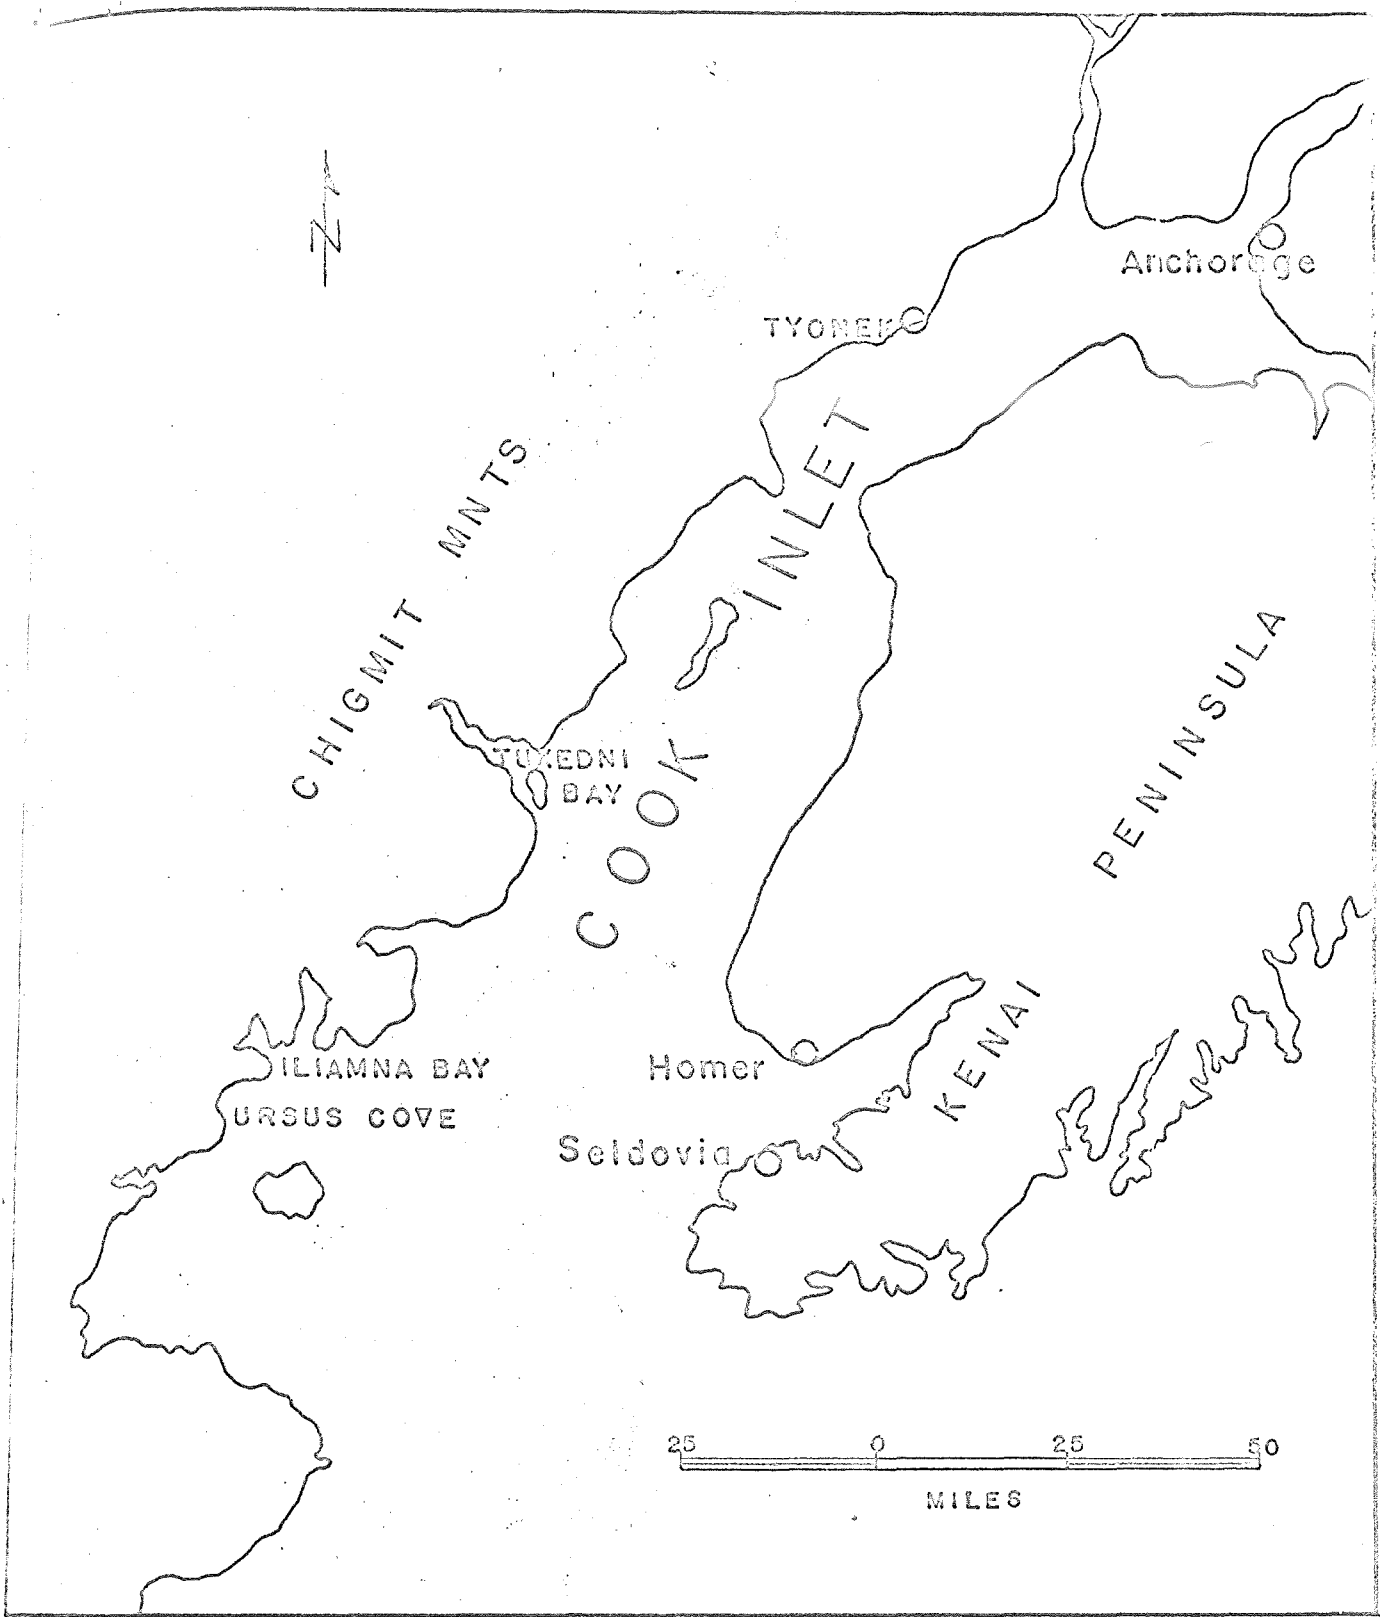 N
Anchorage
TYONEK
CHIGMIT MNTS
COOK INLET
TUXEDNI
BAY
KENAI PENINSULA
ILIAMNA BAY
URSUS COVE
Homer
Seldovia
25 0 25 50
MILES